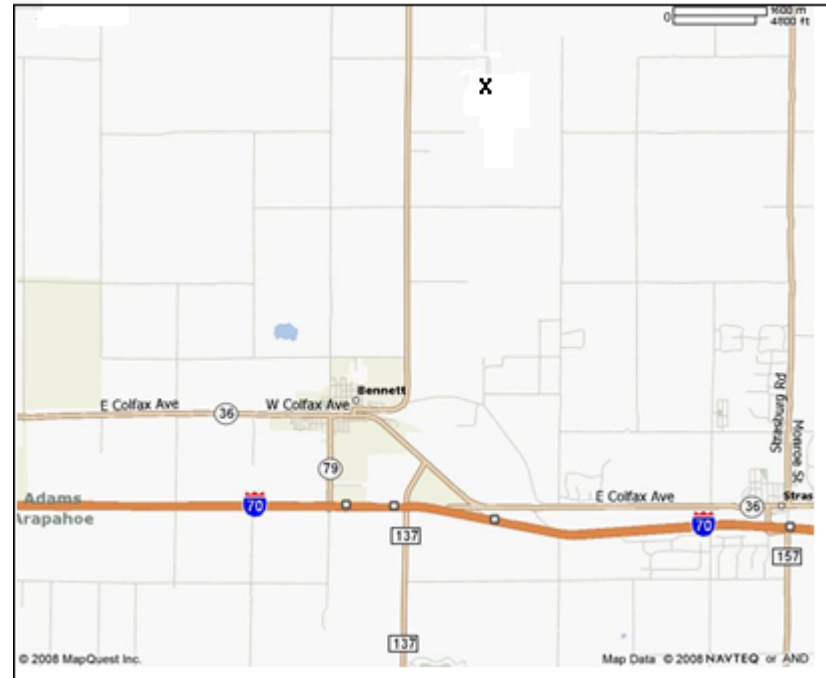 1600 m
0
4800 ft
X
Bennett
E Colfax Ave
36
W Colfax Ave
Strasburg Rd
Monroe St
79
Adams
Arapahoe
70
E Colfax Ave
36
Stras
70
137
157
137
© 2008 MapQuest Inc.
Map Data © 2008 NAVTEQ or AND